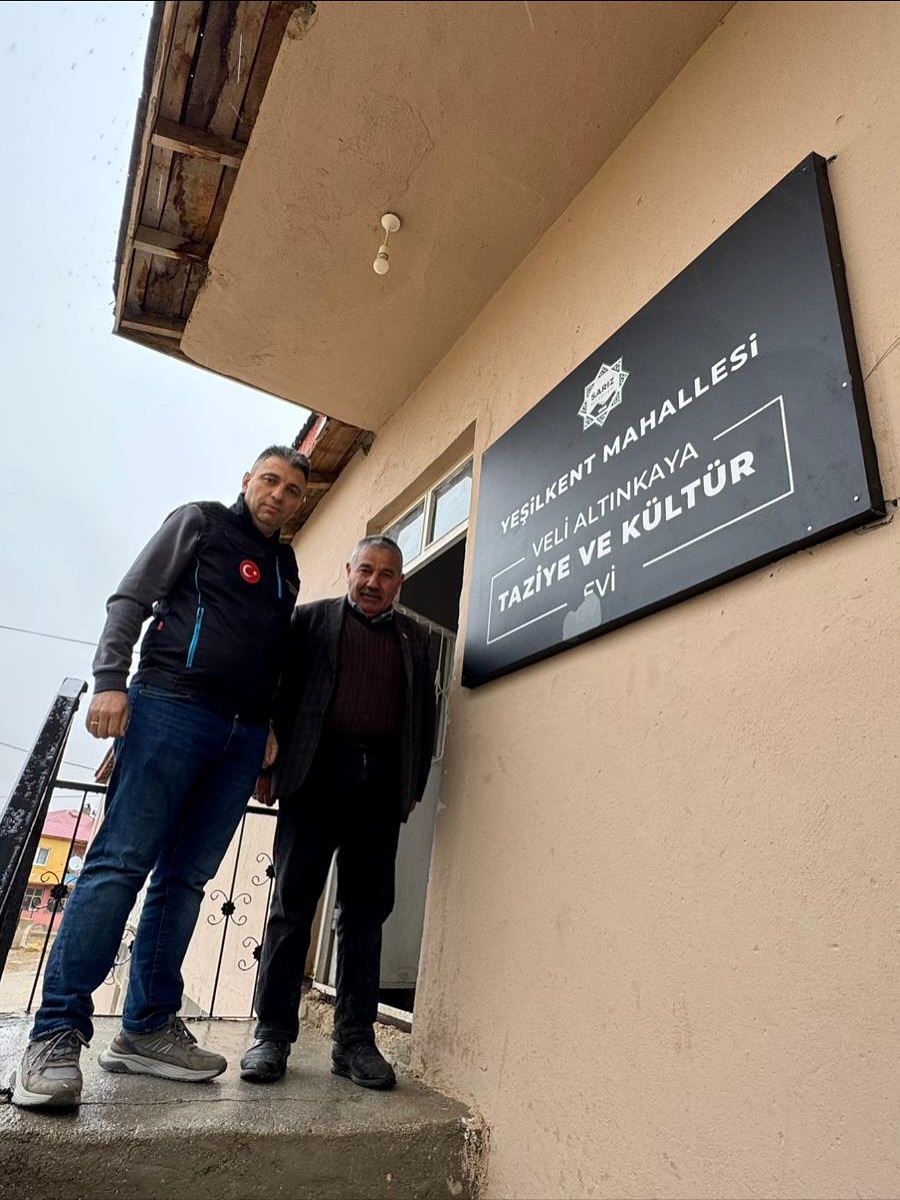 SARIZ
YEŞİLKENT MAHALLESİ
VELİ ALTINKAYA
TAZİYE VE KÜLTÜR
EVİ